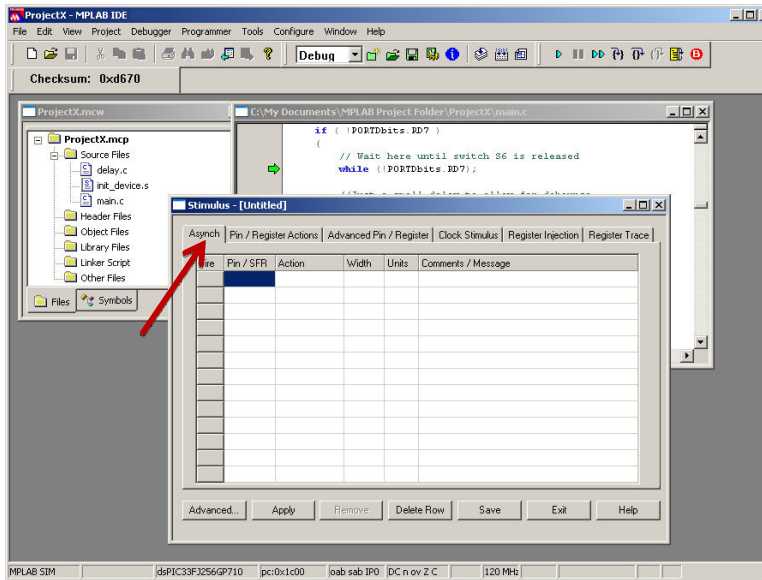 ProjectX - MPLAB IDE
File Edit View Project Debugger Programmer Tools Configure Window Help
Debug
Checksum: 0xd670
ProjectX.mcw
C:\My Documents\MPLAB Project Folder\ProjectX\main.c
ProjectX.mcp
Source Files
delay.c
init_device.s
main.c
Header Files
Object Files
Library Files
Linker Script
Other Files
Files Symbols
if ( !PORTDbits.RD7 )
{
// Wait here until switch S6 is released
while (!PORTDbits.RD7);
Stimulus - [Untitled]
Asynch Pin / Register Actions Advanced Pin / Register Clock Stimulus Register Injection Register Trace
Pin / SFR Action Width Units Comments / Message
Advanced... Apply Remove Delete Row Save Exit Help
MPLAB SIM dsPIC33FJ256GP710 pc:0x1c00 oab sab IP0 DC n ov Z C 120 MHz